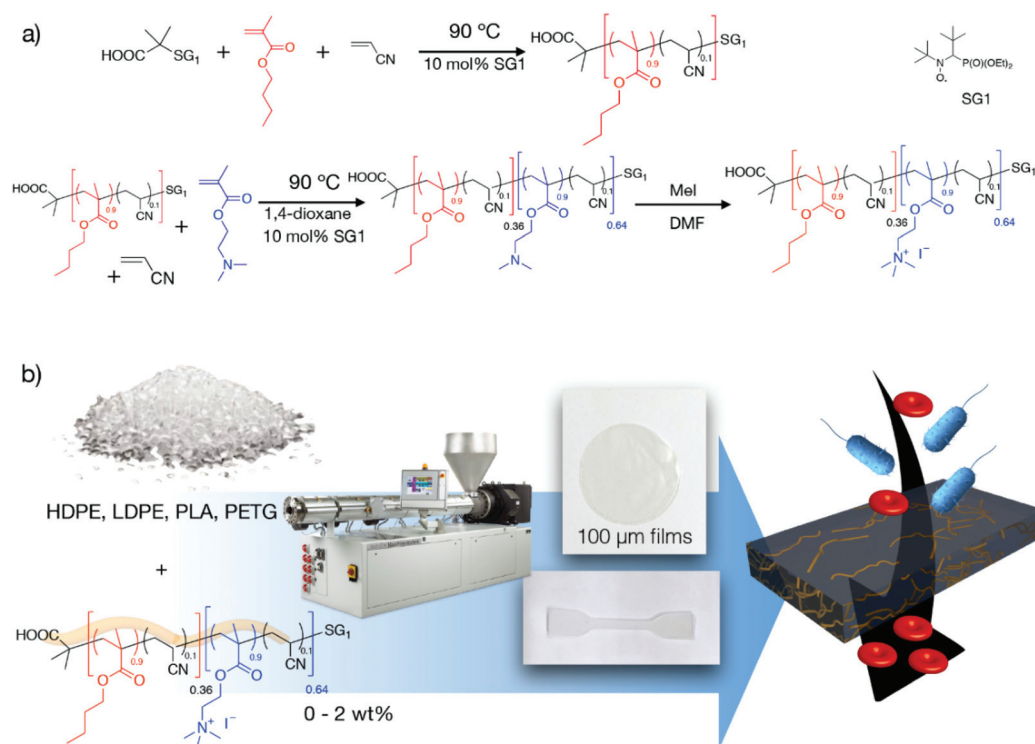 a)
HOOC
SG1
+
O
O
+
CN
90 °C
10 mol% SG1
HOOC
0.9
0.1
SG1
O
O
CN
N
O.
P(O)(OEt)2
SG1
HOOC
0.9
0.1
SG1
O
O
CN
+
+
CN
O
O
N
90 °C
1,4-dioxane
10 mol% SG1
HOOC
0.9
0.1
0.9
0.1
SG1
O
O
CN
O
O
CN
0.36
0.64
N
MeI
DMF
HOOC
0.9
0.1
0.9
0.1
SG1
O
O
CN
O
O
CN
0.36
0.64
N+ I−
b)
HDPE, LDPE, PLA, PETG
+
HOOC
0.9
0.1
0.9
0.1
SG1
O
O
CN
O
O
CN
0.36
0.64
N+ I−
0 - 2 wt%
100 µm films